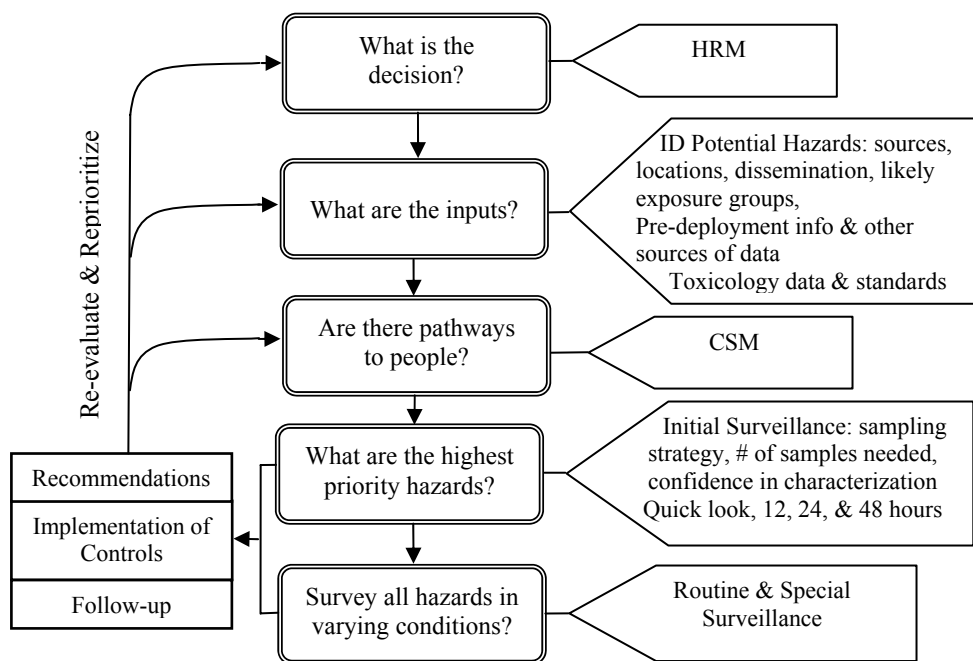 What is the
decision?
HRM
ID Potential Hazards: sources,
locations, dissemination, likely
exposure groups,
Pre-deployment info & other
sources of data
Toxicology data & standards
What are the inputs?
Re-evaluate & Reprioritize
Are there pathways
to people?
CSM
What are the highest
priority hazards?
Initial Surveillance: sampling
strategy, # of samples needed,
confidence in characterization
Quick look, 12, 24, & 48 hours
Recommendations
Implementation of
Controls
Follow-up
Survey all hazards in
varying conditions?
Routine & Special
Surveillance